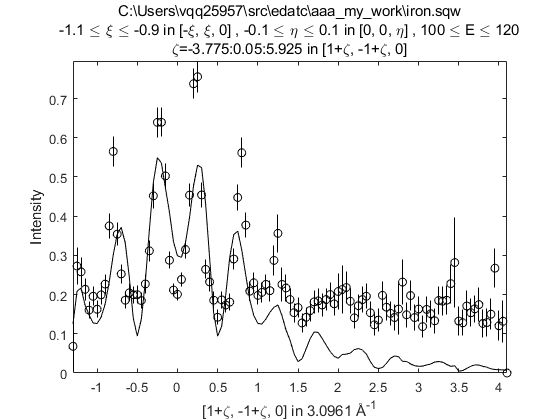 C:\Users\vqq25957\src\edatc\aaa_my_work\iron.sqw
-1.1 ≤ ξ ≤ -0.9 in [-ξ, ξ, 0] , -0.1 ≤ η ≤ 0.1 in [0, 0, η] , 100 ≤ E ≤ 120
ζ=-3.775:0.05:5.925 in [1+ζ, -1+ζ, 0]
0.7
0.6
0.5
0.4
0.3
0.2
0.1
0
Intensity
-1 -0.5 0 0.5 1 1.5 2 2.5 3 3.5 4
[1+ζ, -1+ζ, 0] in 3.0961 Å-1